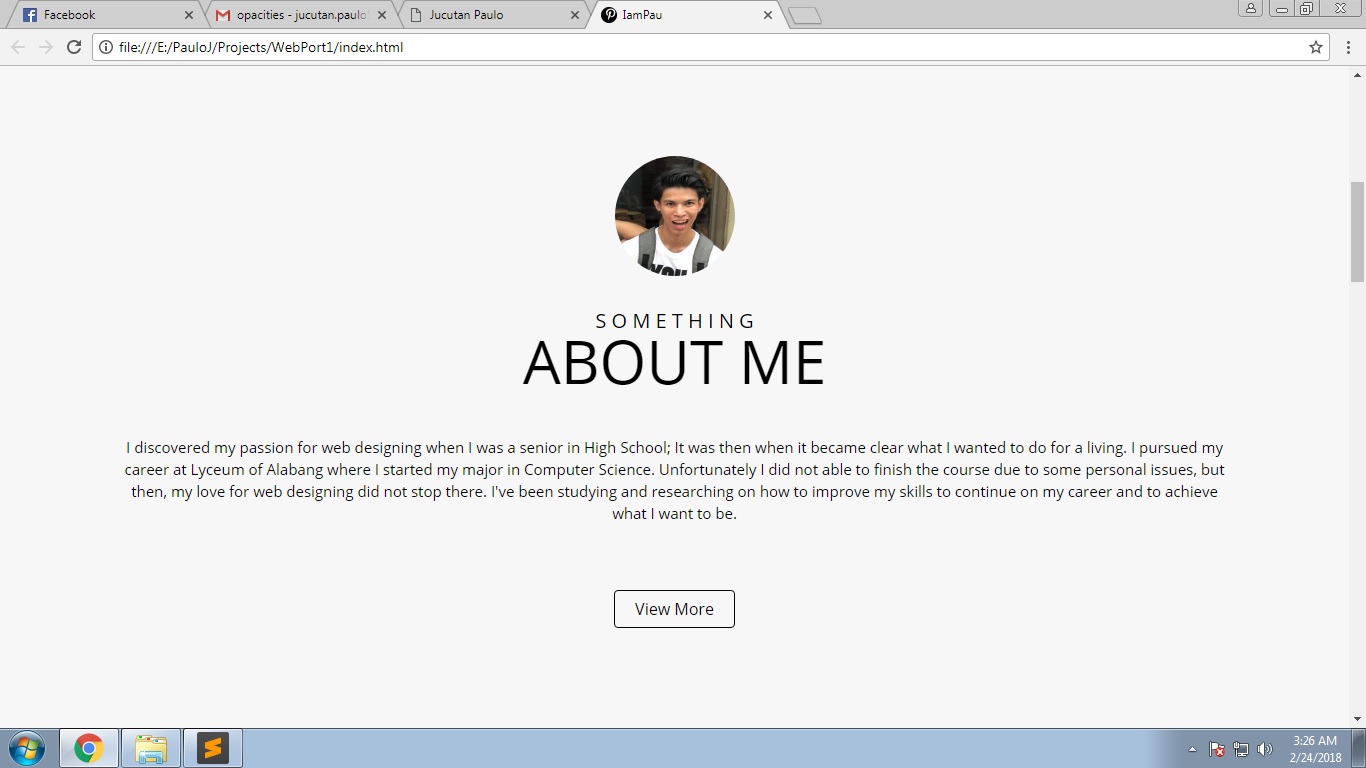 Facebook
opacities - jucutan.paulo
Jucutan Paulo
IamPau
file:///E:/PauloJ/Projects/WebPort1/index.html
SOMETHING
ABOUT ME
I discovered my passion for web designing when I was a senior in High School; It was then when it became clear what I wanted to do for a living. I pursued my
career at Lyceum of Alabang where I started my major in Computer Science. Unfortunately I did not able to finish the course due to some personal issues, but
then, my love for web designing did not stop there. I've been studying and researching on how to improve my skills to continue on my career and to achieve
what I want to be.
View More
3:26 AM
2/24/2018